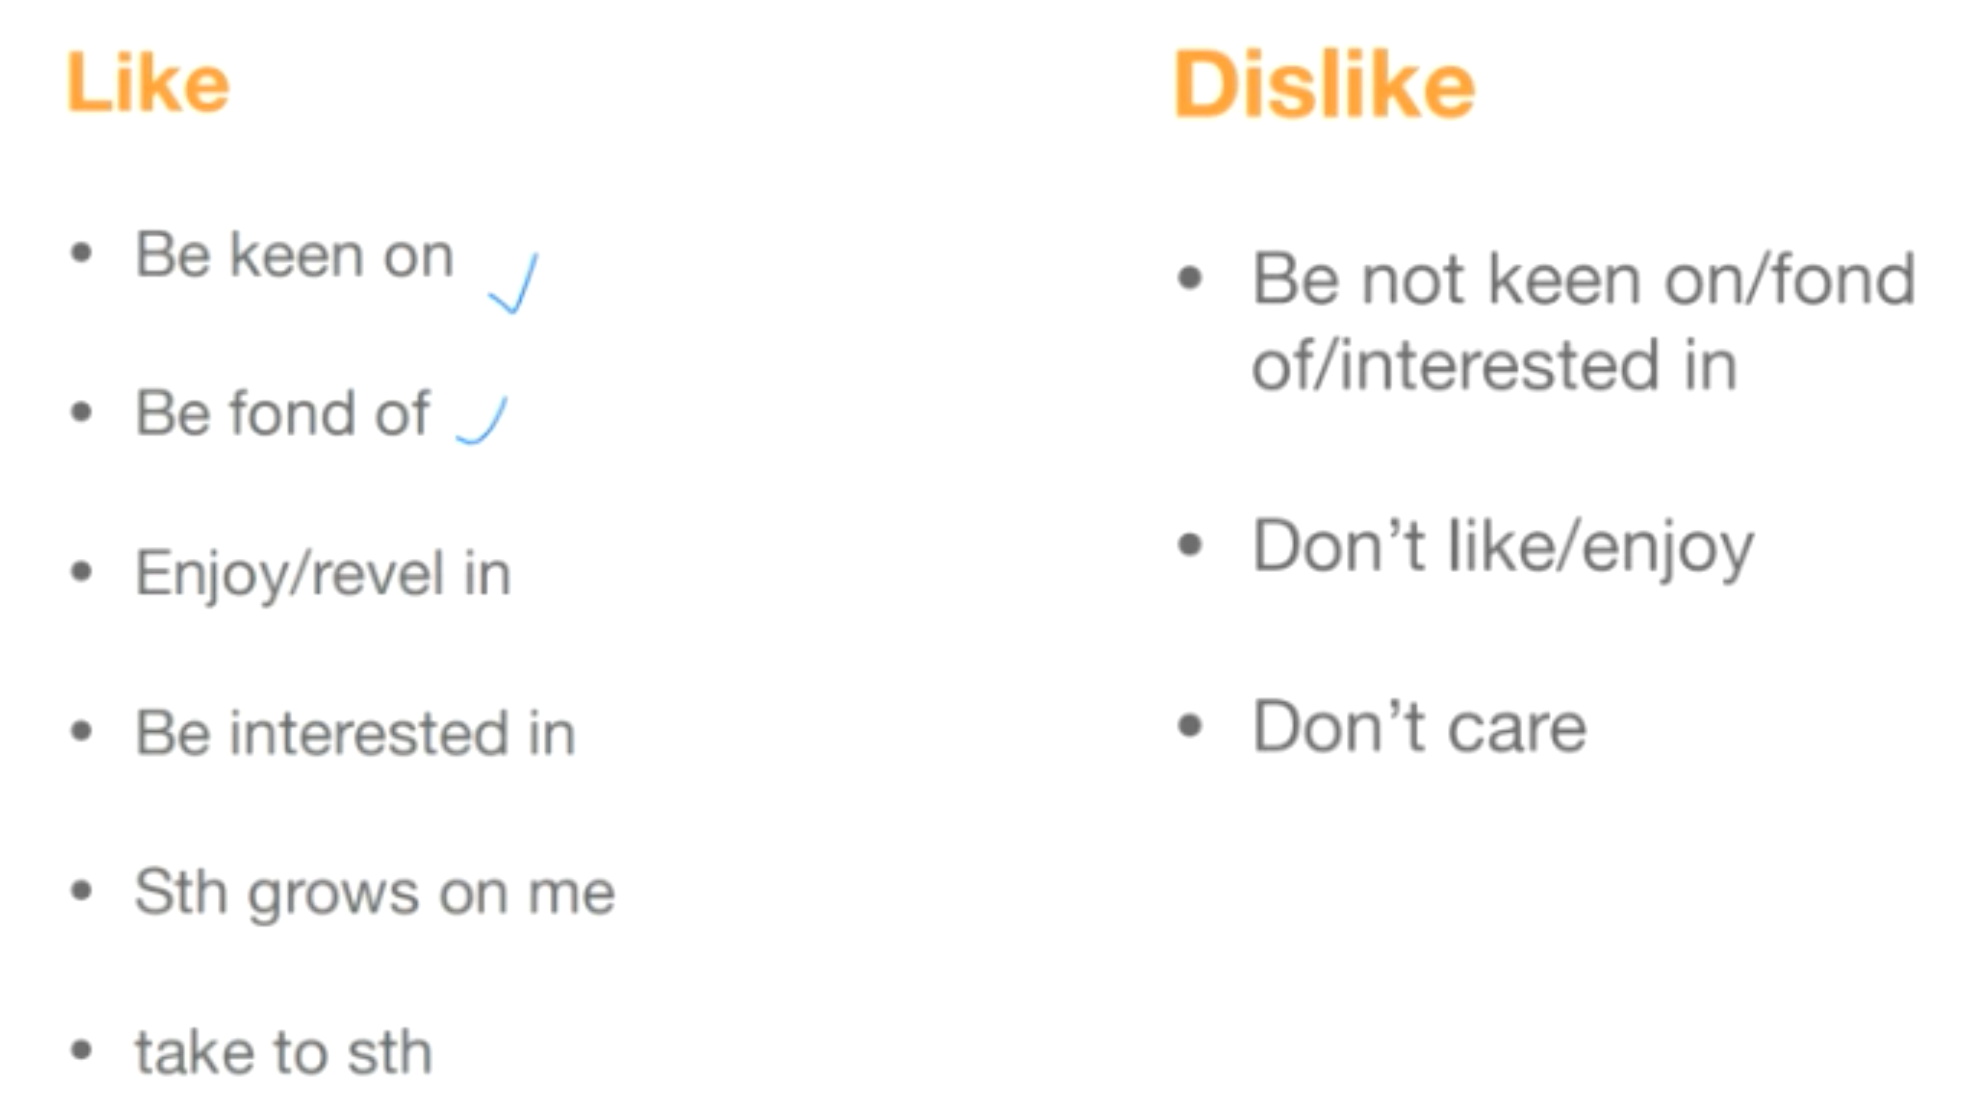 Like
• Be keen on
• Be fond of
• Enjoy/revel in
• Be interested in
• Sth grows on me
• take to sth
Dislike
• Be not keen on/fond
of/interested in
• Don’t like/enjoy
• Don’t care